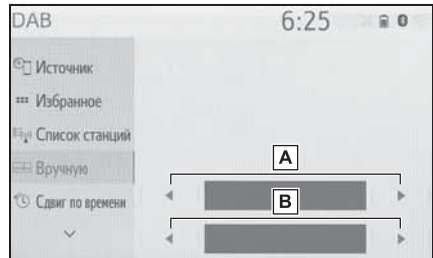 DAB 6:25
Источник
Избранное
Список станций
A
Вручную
B
Сдвиг по времени